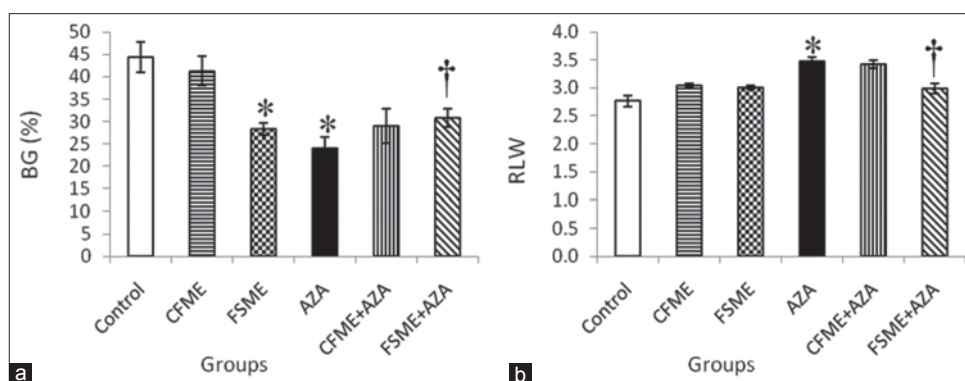 BG (%)
50
45
40
35
30
25
20
15
10
5
0
*
*
†
Control
CFME
FSME
AZA
CFME+AZA
FSME+AZA
Groups
a
RLW
4.0
3.5
3.0
2.5
2.0
1.5
1.0
0.5
0.0
*
†
Control
CFME
FSME
AZA
CFME+AZA
FSME+AZA
Groups
b